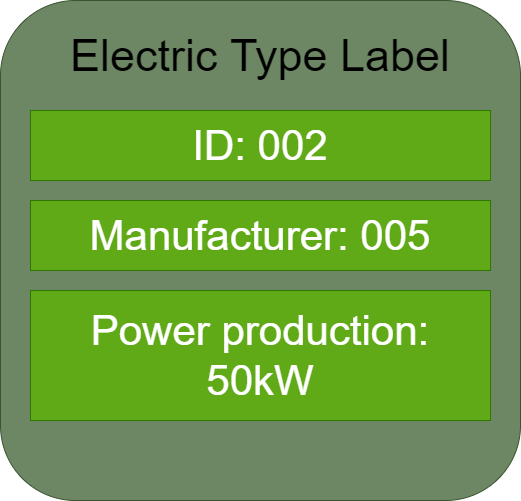 Electric Type Label
ID: 002
Manufacturer: 005
Power production:
50kW